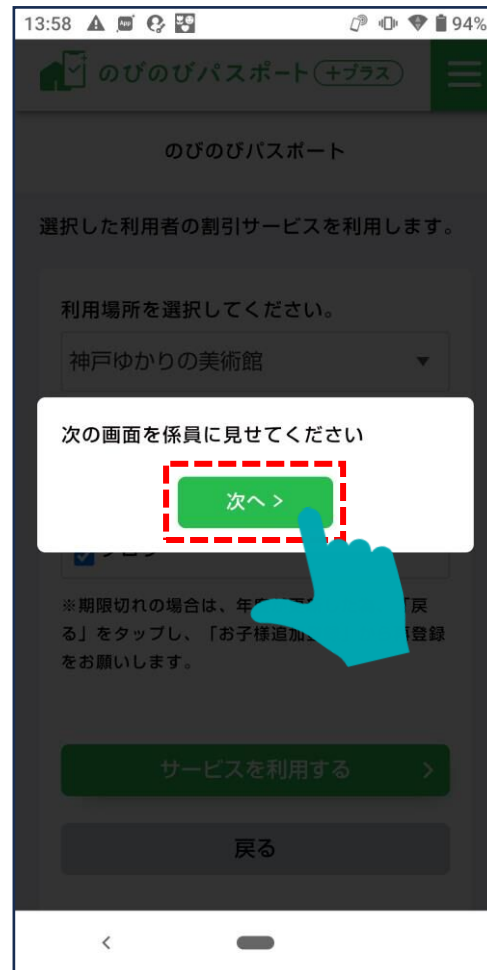 13:58 94%
のびのびパスポート +プラス
のびのびパスポート
選択した利用者の割引サービスを利用します。
利用場所を選択してください。
神戸ゆかりの美術館
次の画面を係員に見せてください
次へ >
※期限切れの場合は、年度 「戻
る」をタップし、「お子様追加 登録
をお願いします。
サービスを利用する >
戻る